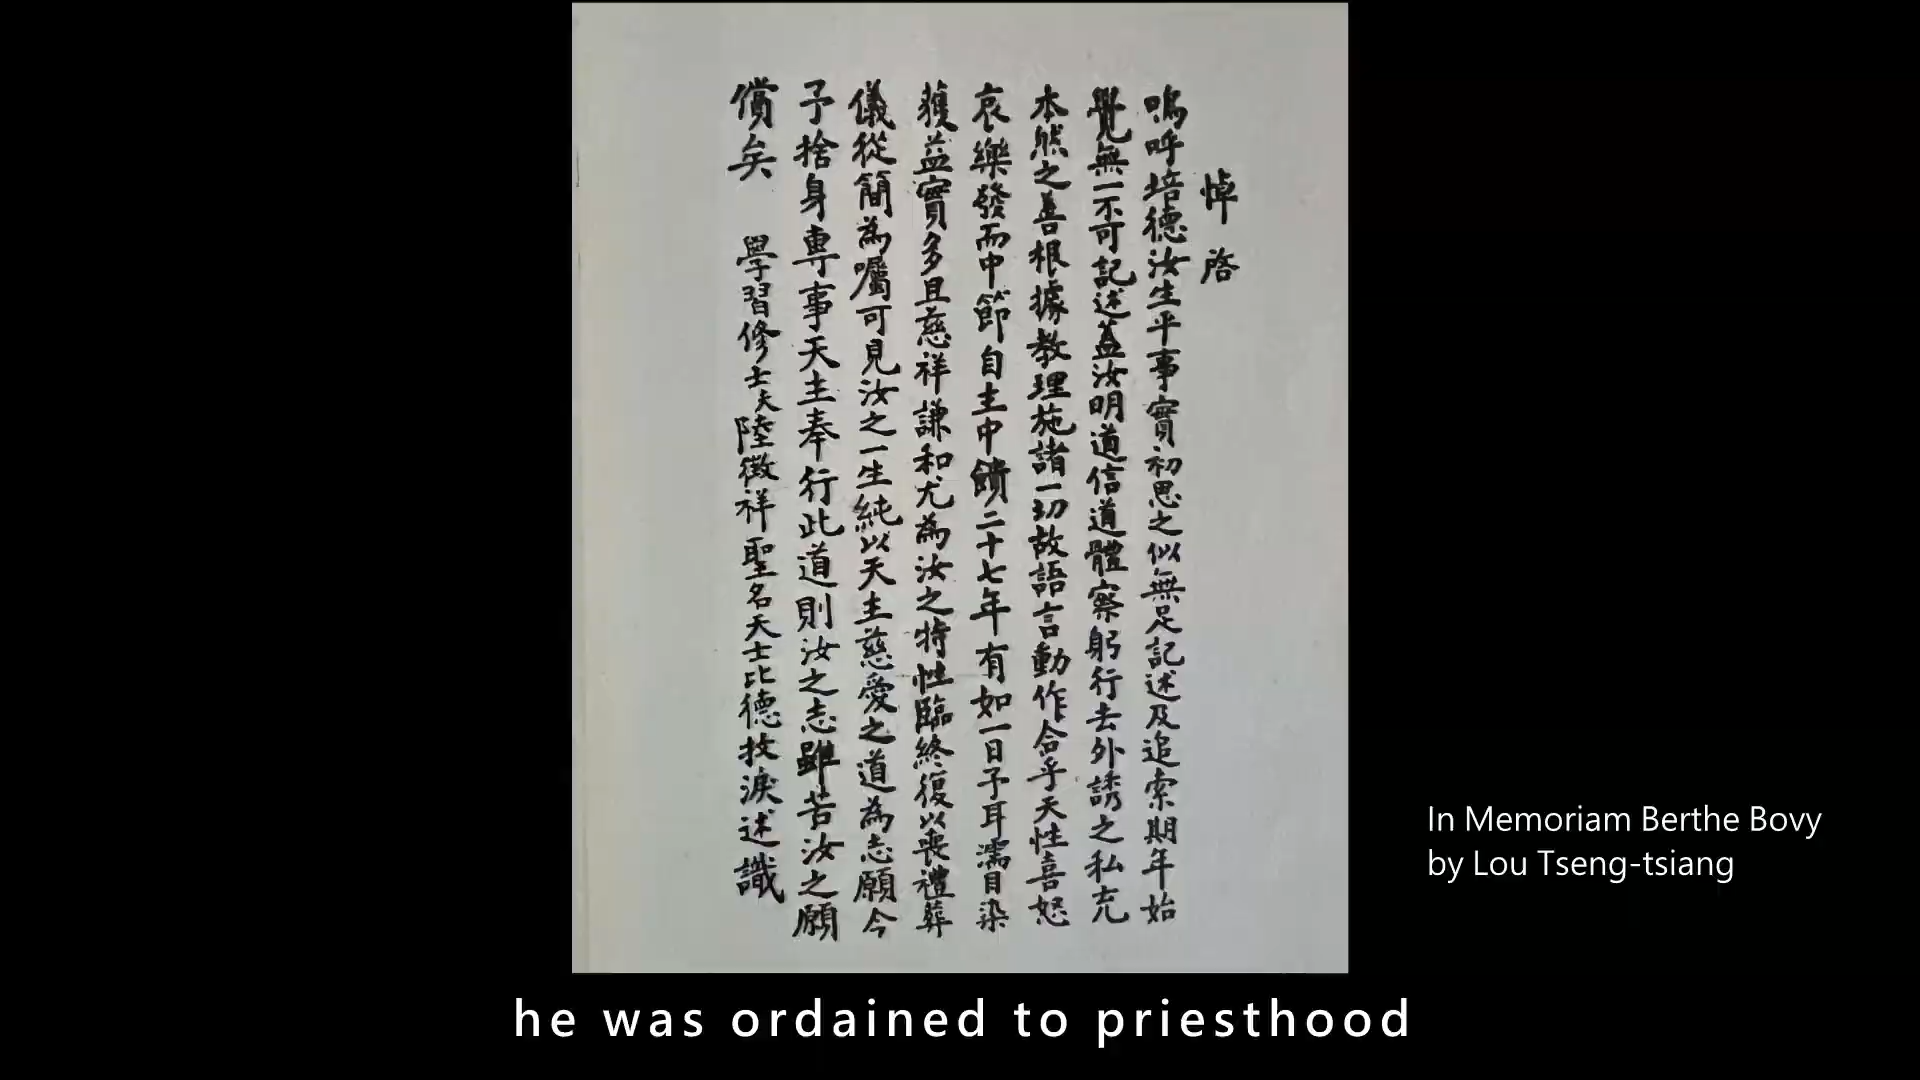 悼啓
嗚呼培德汝生平事實初思之似無足記述及追索期年始
覺無一不可記述蓋汝明道信道體察躬行去外誘之私充
本然之善根據教理施諸一切故語言動作合乎天性喜怒
哀樂發而中節自主中饋二十七年有如一日予耳濡目染
獲益實多且慈祥謙和尤為汝之特性臨終復以喪禮葬
儀從簡為囑可見汝之一生純以天主慈愛之道為志願今
予捨身專事天主奉行此道則汝之志雖苦汝之願
償矣 學習修士夫陸徵祥聖名天士比德抆淚述識
In Memoriam Berthe Bovy
by Lou Tseng-tsiang
he was ordained to priesthood